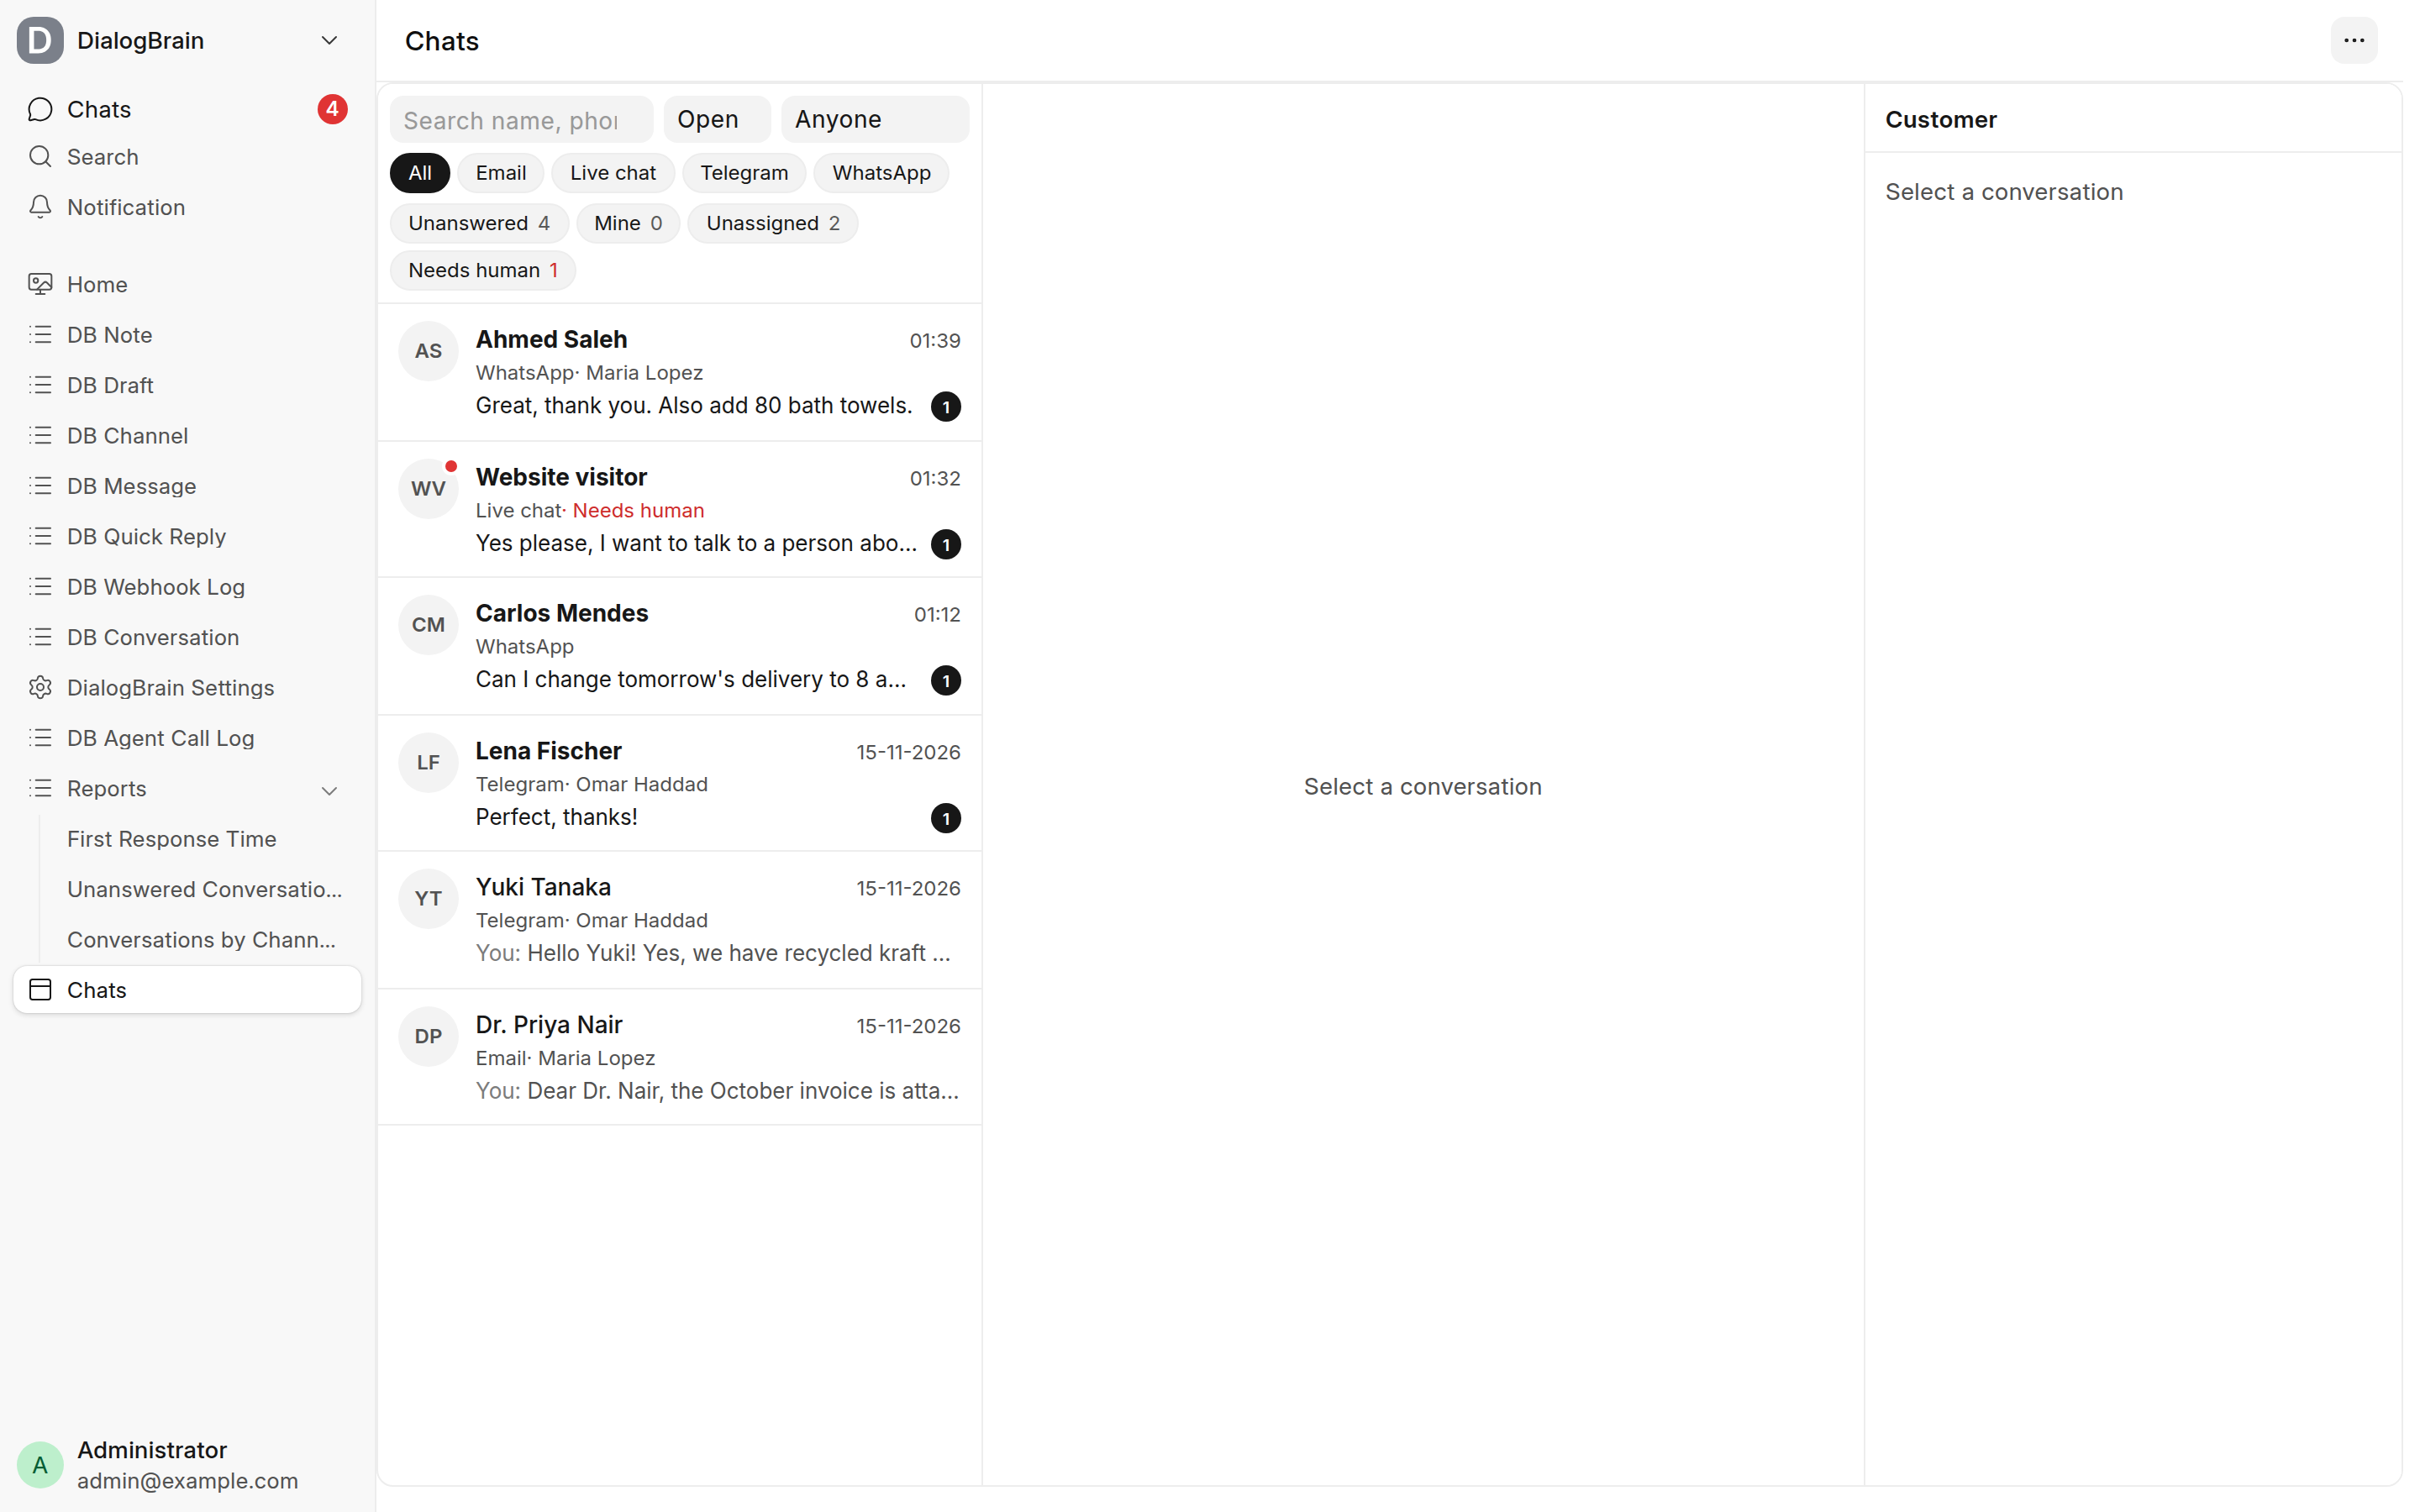 D DialogBrain
Chats 4
Search
Notification
Home
DB Note
DB Draft
DB Channel
DB Message
DB Quick Reply
DB Webhook Log
DB Conversation
DialogBrain Settings
DB Agent Call Log
Reports
First Response Time
Unanswered Conversatio...
Conversations by Chann...
Chats
A Administrator
admin@example.com
Chats
Search name, phor Open Anyone
All Email Live chat Telegram WhatsApp
Unanswered 4 Mine 0 Unassigned 2
Needs human 1
AS Ahmed Saleh 01:39
WhatsApp· Maria Lopez
Great, thank you. Also add 80 bath towels. 1
WV Website visitor 01:32
Live chat· Needs human
Yes please, I want to talk to a person abo... 1
CM Carlos Mendes 01:12
WhatsApp
Can I change tomorrow's delivery to 8 a... 1
LF Lena Fischer 15-11-2026
Telegram· Omar Haddad
Perfect, thanks! 1
YT Yuki Tanaka 15-11-2026
Telegram· Omar Haddad
You: Hello Yuki! Yes, we have recycled kraft ...
DP Dr. Priya Nair 15-11-2026
Email· Maria Lopez
You: Dear Dr. Nair, the October invoice is atta...
Select a conversation
Customer
Select a conversation